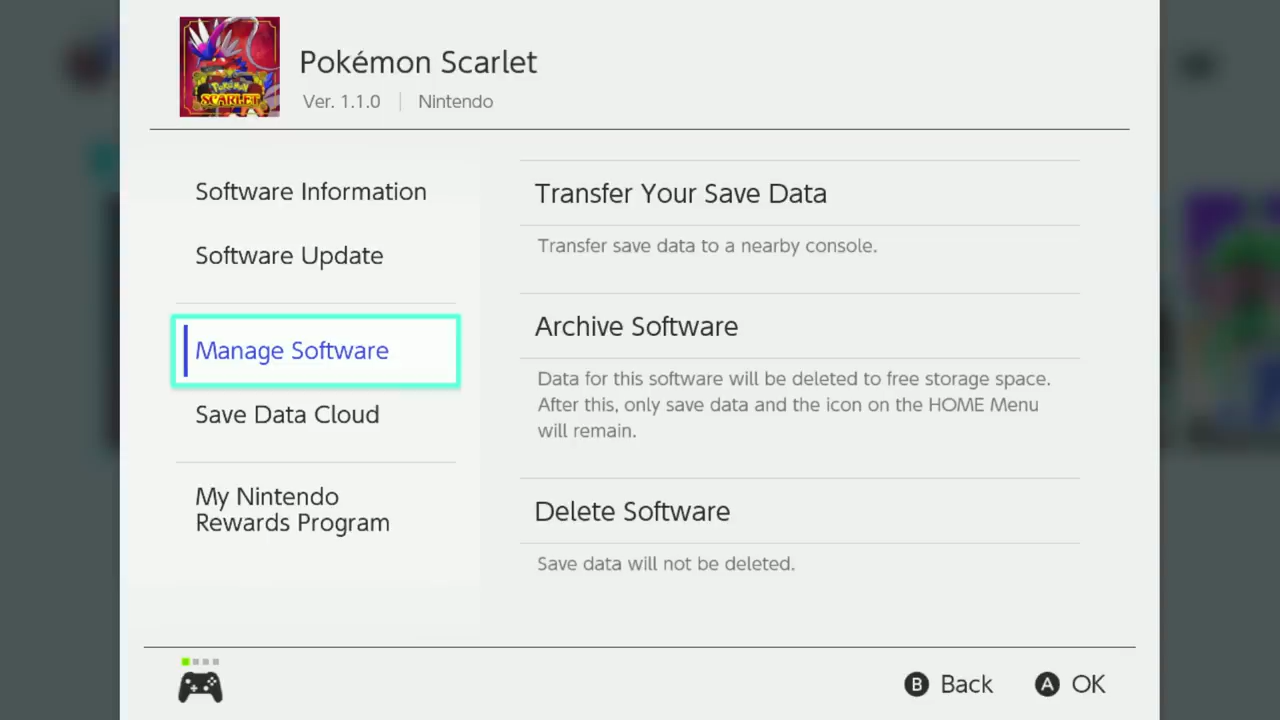 POKÉMON
SCARLET
Pokémon Scarlet
Ver. 1.1.0 | Nintendo
Software Information
Software Update
Manage Software
Save Data Cloud
My Nintendo
Rewards Program
Transfer Your Save Data
Transfer save data to a nearby console.
Archive Software
Data for this software will be deleted to free storage space.
After this, only save data and the icon on the HOME Menu
will remain.
Delete Software
Save data will not be deleted.
B Back
A OK